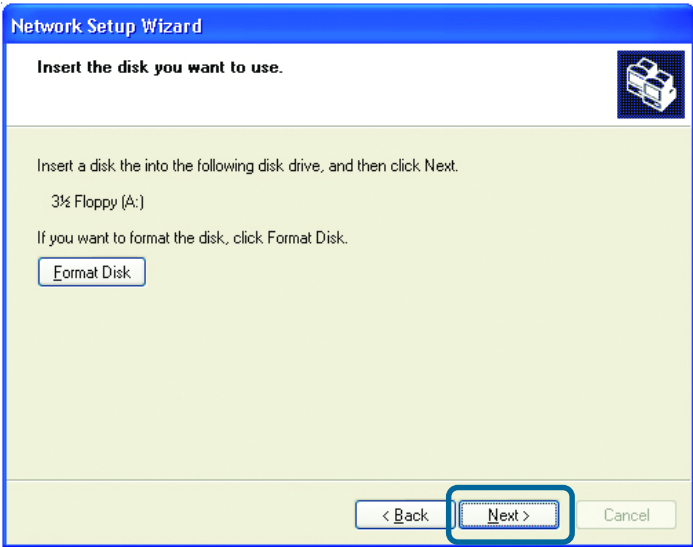 Network Setup Wizard
Insert the disk you want to use.
Insert a disk the into the following disk drive, and then click Next.
3½ Floppy (A:)
If you want to format the disk, click Format Disk.
Format Disk
< Back Next > Cancel